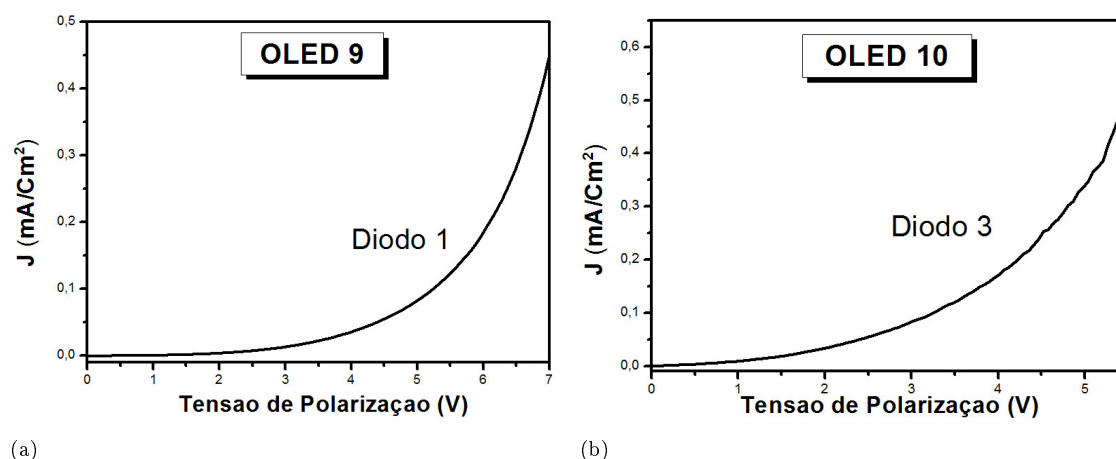 OLED 9
0,5
0,4
0,3
0,2
0,1
0,0
J (mA/Cm²)
Diodo 1
0 1 2 3 4 5 6 7
Tensao de Polarizaçao (V)
(a)
OLED 10
0,6
0,5
0,4
0,3
0,2
0,1
0,0
J (mA/Cm²)
Diodo 3
0 1 2 3 4 5
Tensao de Polarizaçao (V)
(b)